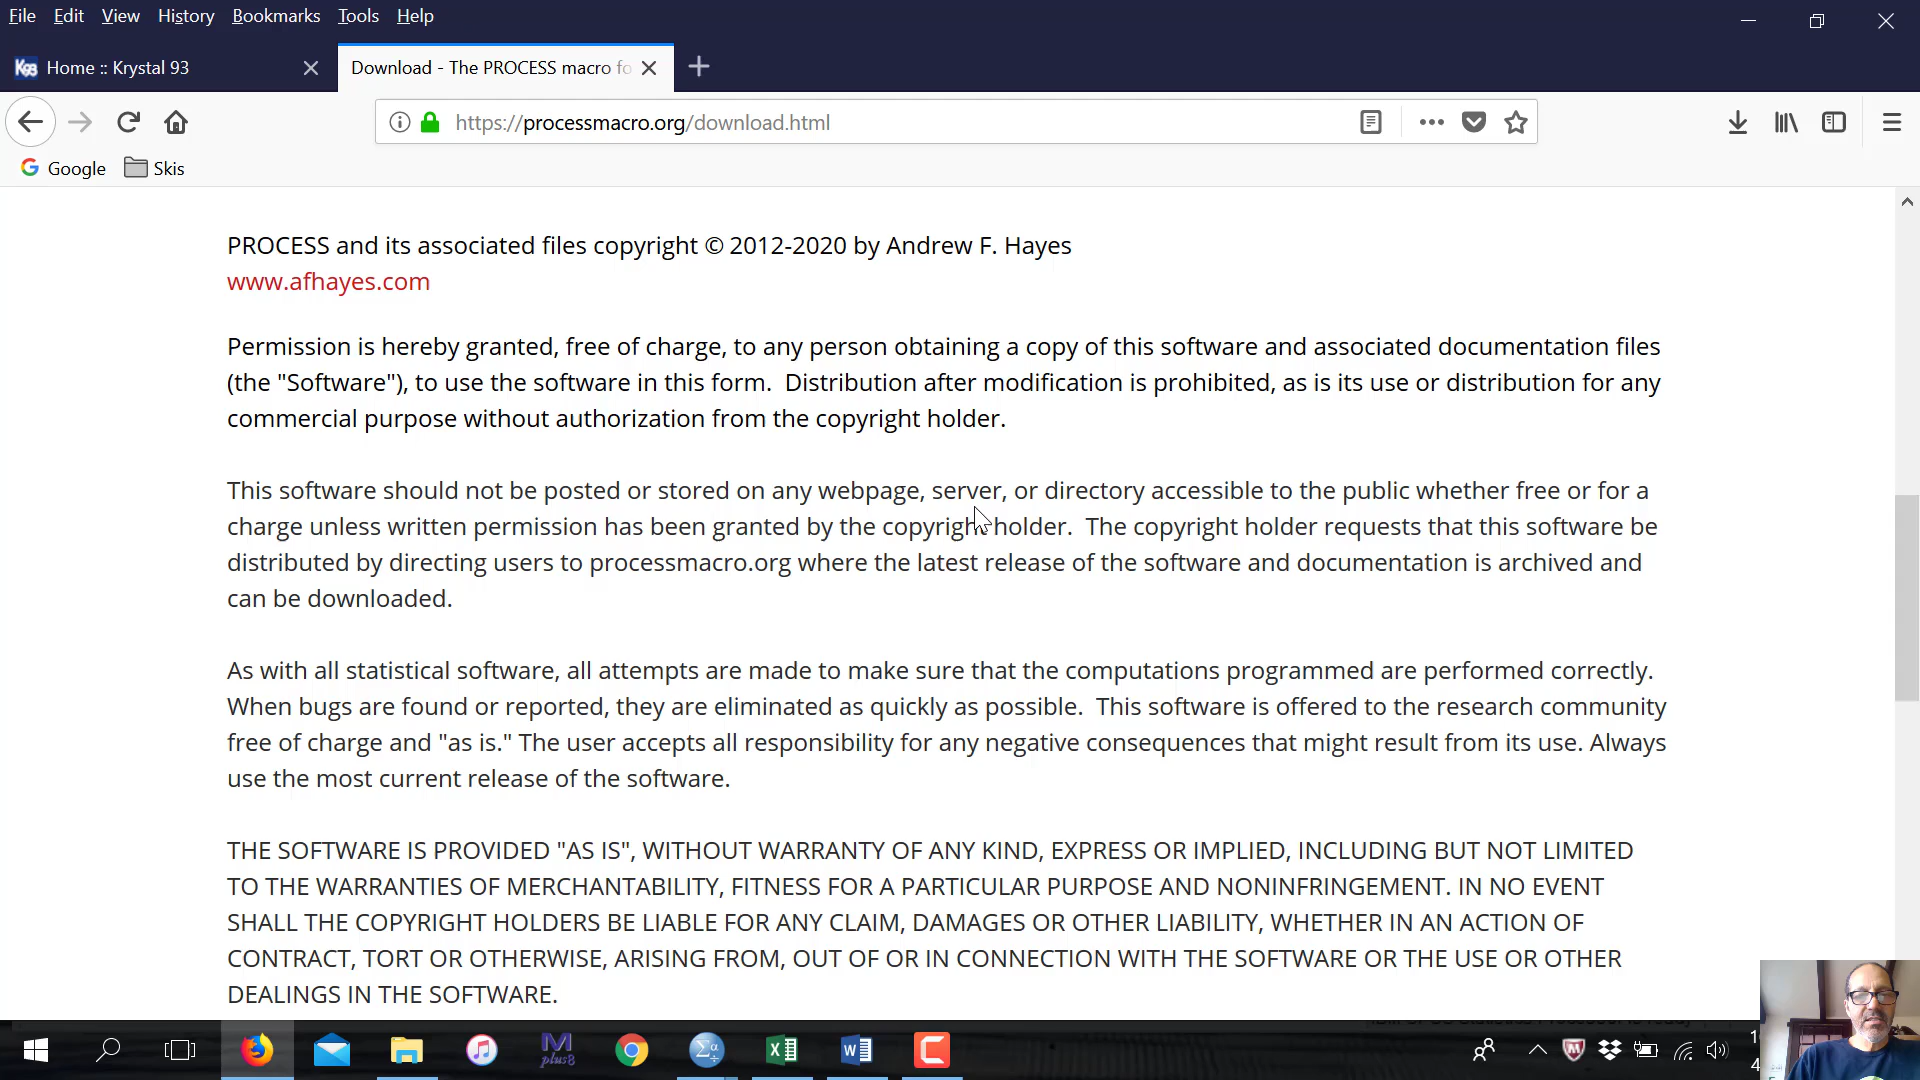 File Edit View History Bookmarks Tools Help
K93 Home :: Krystal 93
Download - The PROCESS macro fo
https://processmacro.org/download.html
Google Skis
PROCESS and its associated files copyright © 2012-2020 by Andrew F. Hayes
www.afhayes.com
Permission is hereby granted, free of charge, to any person obtaining a copy of this software and associated documentation files
(the "Software"), to use the software in this form. Distribution after modification is prohibited, as is its use or distribution for any
commercial purpose without authorization from the copyright holder.
This software should not be posted or stored on any webpage, server, or directory accessible to the public whether free or for a
charge unless written permission has been granted by the copyright holder. The copyright holder requests that this software be
distributed by directing users to processmacro.org where the latest release of the software and documentation is archived and
can be downloaded.
As with all statistical software, all attempts are made to make sure that the computations programmed are performed correctly.
When bugs are found or reported, they are eliminated as quickly as possible. This software is offered to the research community
free of charge and "as is." The user accepts all responsibility for any negative consequences that might result from its use. Always
use the most current release of the software.
THE SOFTWARE IS PROVIDED "AS IS", WITHOUT WARRANTY OF ANY KIND, EXPRESS OR IMPLIED, INCLUDING BUT NOT LIMITED
TO THE WARRANTIES OF MERCHANTABILITY, FITNESS FOR A PARTICULAR PURPOSE AND NONINFRINGEMENT. IN NO EVENT
SHALL THE COPYRIGHT HOLDERS BE LIABLE FOR ANY CLAIM, DAMAGES OR OTHER LIABILITY, WHETHER IN AN ACTION OF
CONTRACT, TORT OR OTHERWISE, ARISING FROM, OUT OF OR IN CONNECTION WITH THE SOFTWARE OR THE USE OR OTHER
DEALINGS IN THE SOFTWARE.
M
plus8